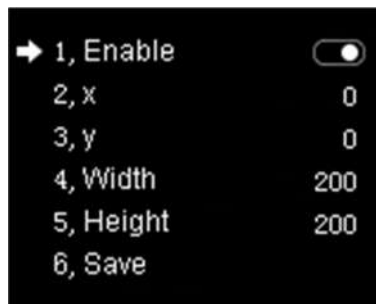 1, Enable
2, x 0
3, y 0
4, Width 200
5, Height 200
6, Save